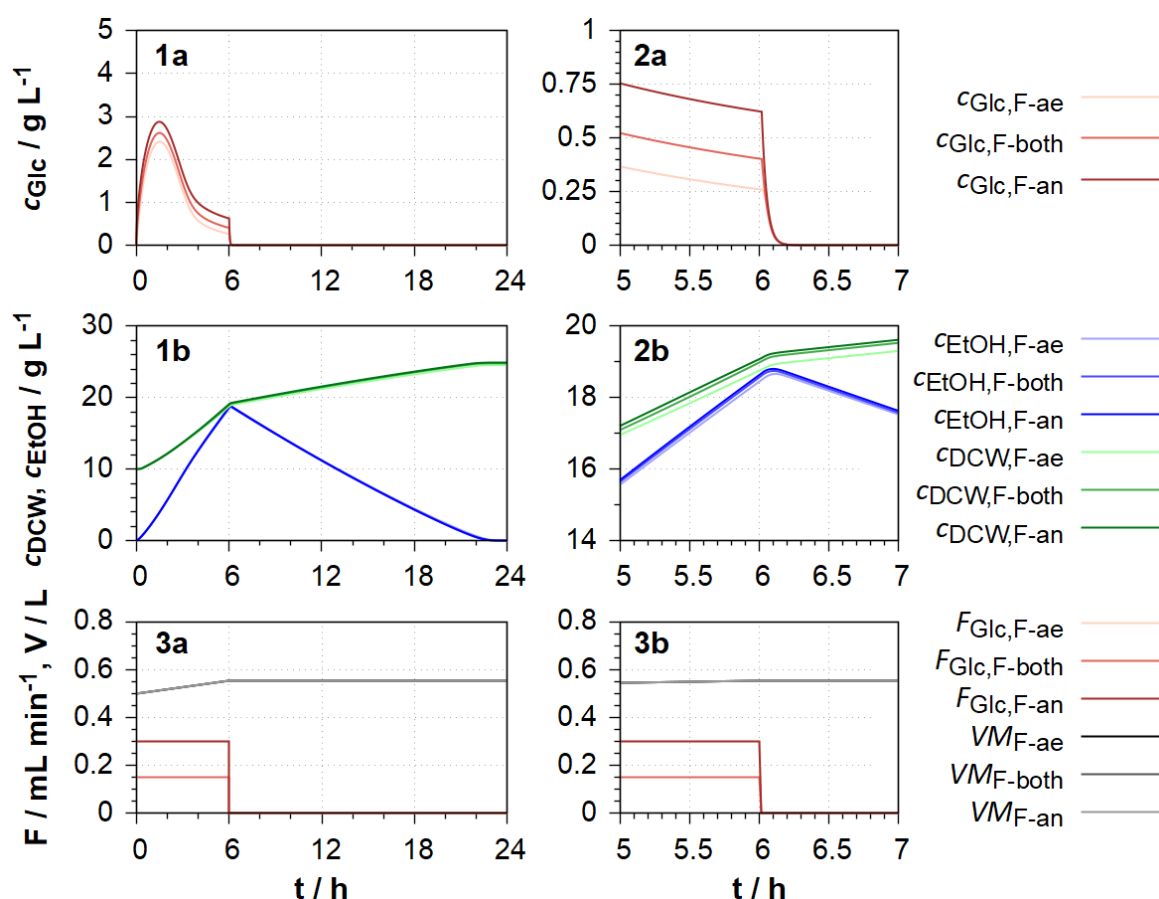 cGlc / g L-1
5
4
3
2
1
0
1a
0 6 12 18 24
1
0.75
0.5
0.25
0
2a
5 5.5 6 6.5 7
cGlc,F-ae
cGlc,F-both
cGlc,F-an
cDCW, cEtOH / g L-1
30
20
10
0
1b
0 6 12 18 24
20
18
16
14
2b
5 5.5 6 6.5 7
cEtOH,F-ae
cEtOH,F-both
cEtOH,F-an
cDCW,F-ae
cDCW,F-both
cDCW,F-an
F / mL min-1, V / L
0.8
0.6
0.4
0.2
0
3a
0 6 12 18 24
t / h
0.8
0.6
0.4
0.2
0
3b
5 5.5 6 6.5 7
t / h
FGlc,F-ae
FGlc,F-both
FGlc,F-an
VMF-ae
VMF-both
VMF-an